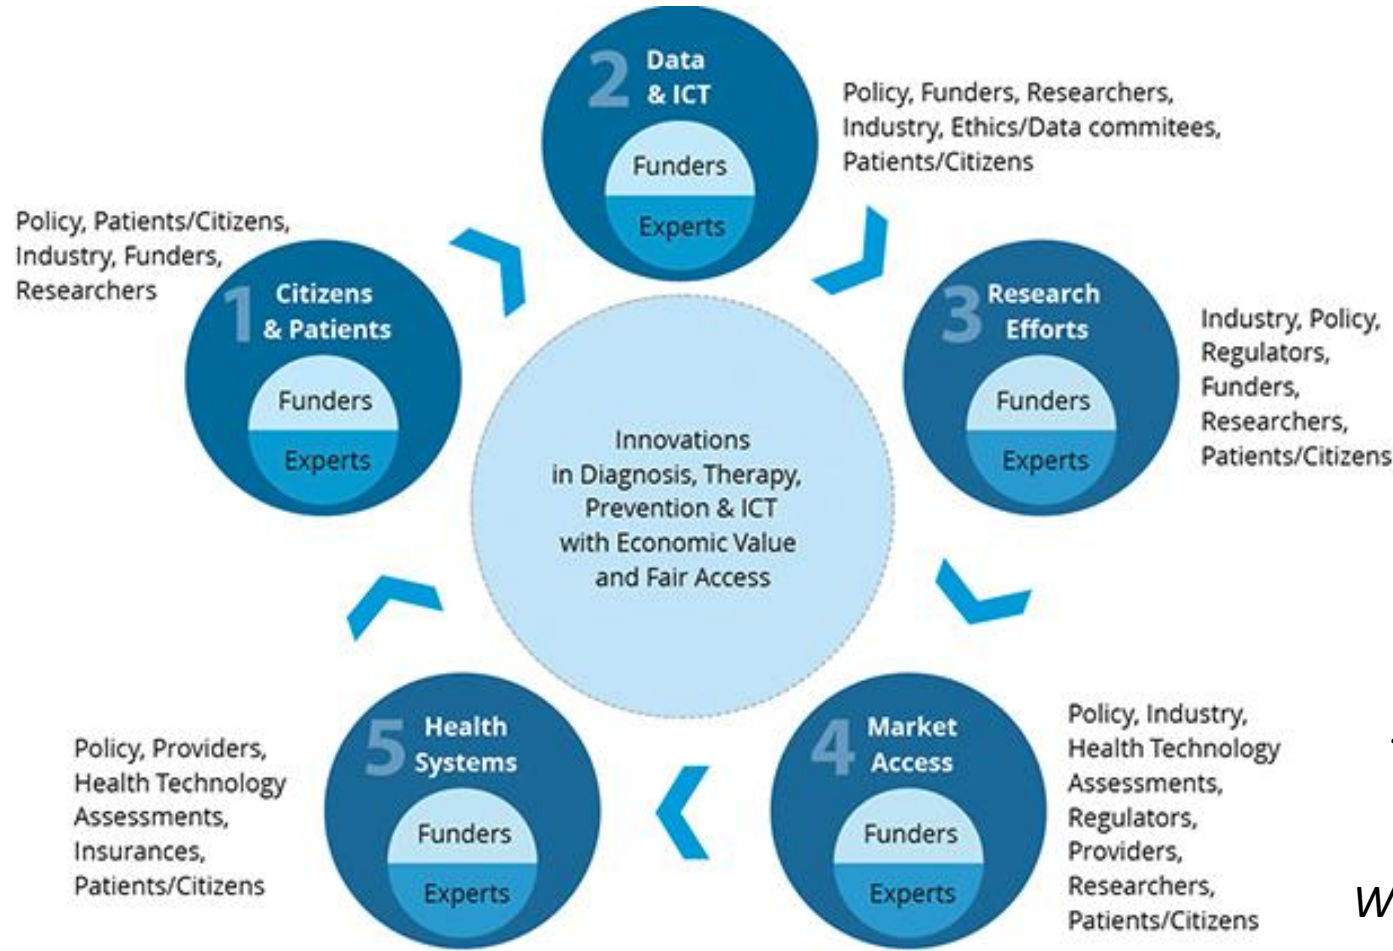 Policy, Patients/Citizens,
Industry, Funders,
Researchers
1 Citizens
& Patients
Funders
Experts
2 Data
& ICT
Funders
Experts
Policy, Funders, Researchers,
Industry, Ethics/Data commitees,
Patients/Citizens
3 Research
Efforts
Funders
Experts
Industry, Policy,
Regulators,
Funders,
Researchers,
Patients/Citizens
Innovations
in Diagnosis, Therapy,
Prevention & ICT
with Economic Value
and Fair Access
4 Market
Access
Funders
Experts
Policy, Industry,
Health Technology
Assessments,
Regulators,
Providers,
Researchers,
Patients/Citizens
5 Health
Systems
Funders
Experts
Policy, Providers,
Health Technology
Assessments,
Insurances,
Patients/Citizens